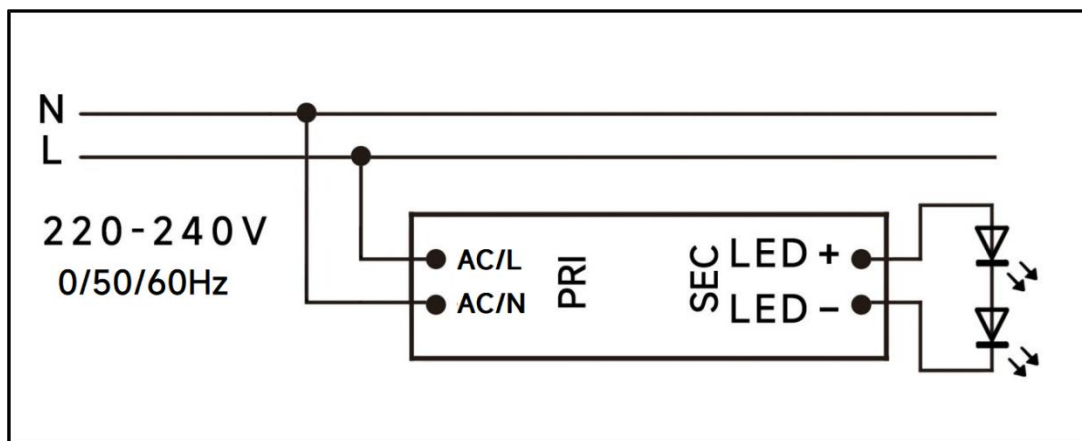 N
L
220-240V
0/50/60Hz
AC/L
AC/N
PRI
SEC
LED +
LED −